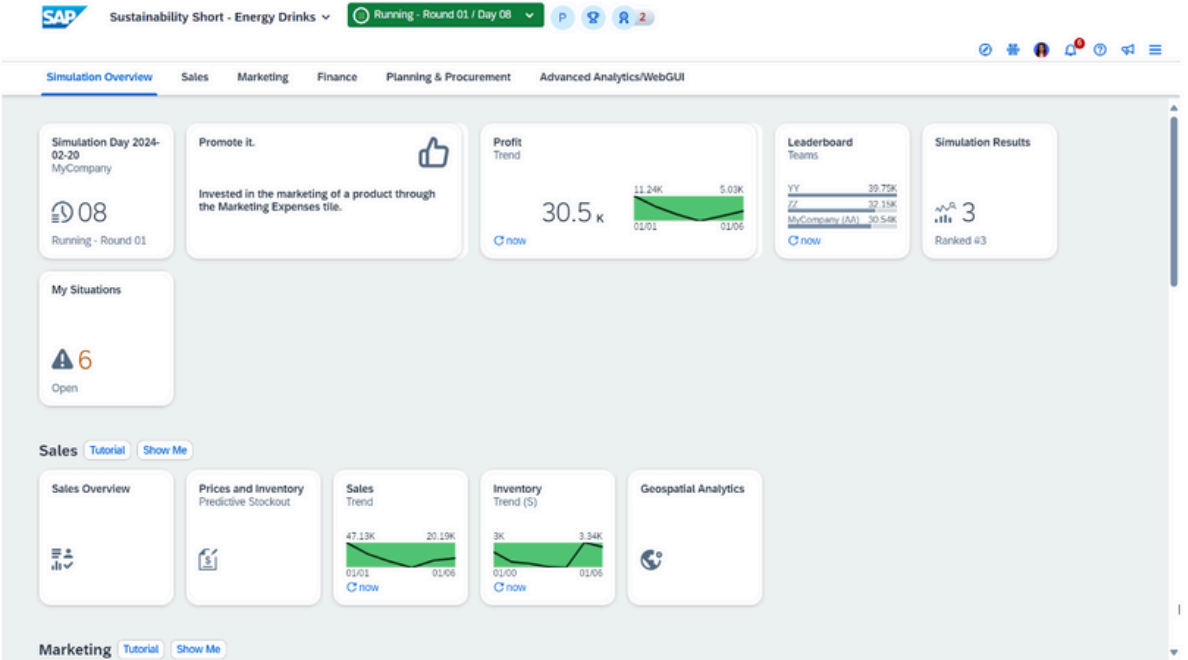 SAP
Sustainability Short - Energy Drinks
Running - Round 01 / Day 08
P
2
6
Simulation Overview
Sales
Marketing
Finance
Planning & Procurement
Advanced Analytics/WebGUI
Simulation Day 2024-
02-20
MyCompany
08
Running - Round 01
Promote it.
Invested in the marketing of a product through
the Marketing Expenses tile.
Profit
Trend
30.5 K
11.24K 5.03K
01/01 01/06
now
Leaderboard
Teams
YY 39.75K
ZZ 32.15K
MyCompany (AA) 30.54K
now
Simulation Results
3
Ranked #3
My Situations
6
Open
Sales Tutorial Show Me
Sales Overview
Prices and Inventory
Predictive Stockout
Sales
Trend
47.13K 20.19K
01/01 01/06
now
Inventory
Trend (S)
3K 3.34K
01/00 01/06
now
Geospatial Analytics
Marketing Tutorial Show Me